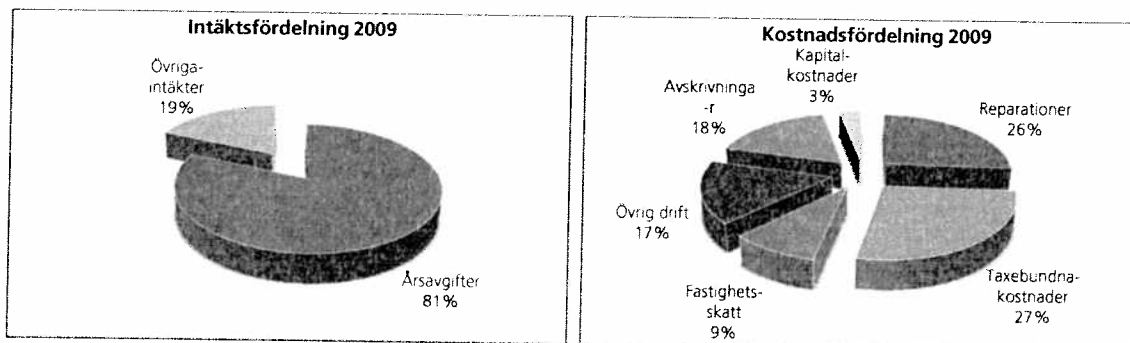 Intäktsfördelning 2009
Övriga-
intäkter
19%
Årsavgifter
81%
Kostnadsfördelning 2009
Kapital-
kostnader
3%
Avskrivninga
-r
18%
Reparationer
26%
Övrig drift
17%
Fastighets-
skatt
9%
Taxebundna-
kostnader
27%